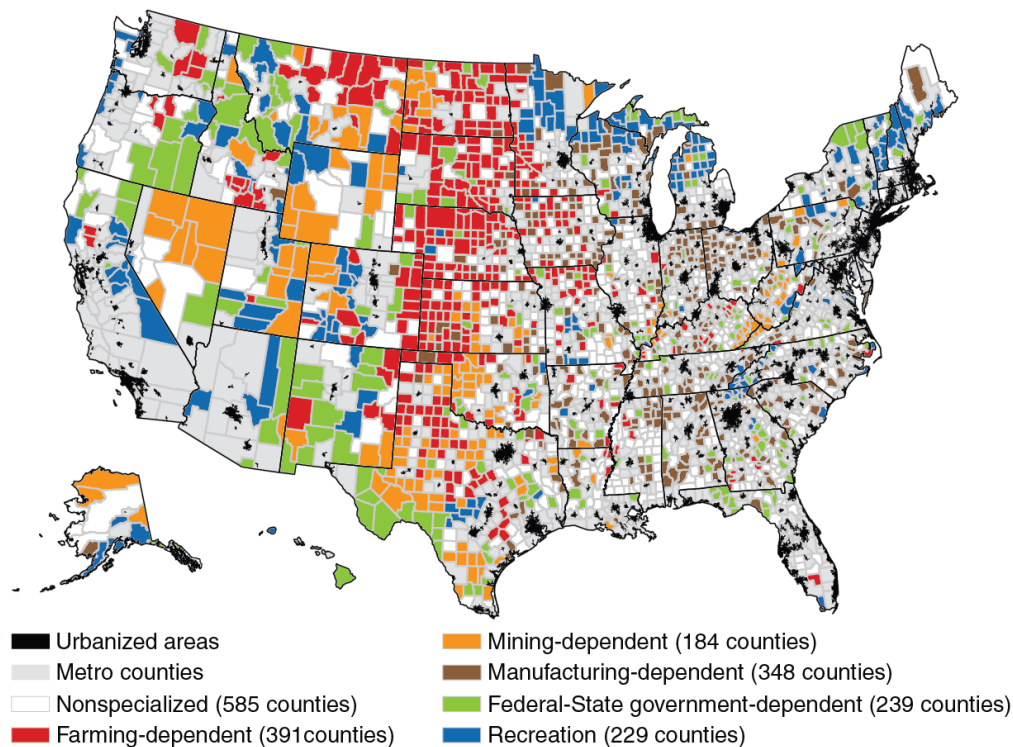 Urbanized areas
Metro counties
Nonspecialized (585 counties)
Farming-dependent (391counties)
Mining-dependent (184 counties)
Manufacturing-dependent (348 counties)
Federal-State government-dependent (239 counties)
Recreation (229 counties)